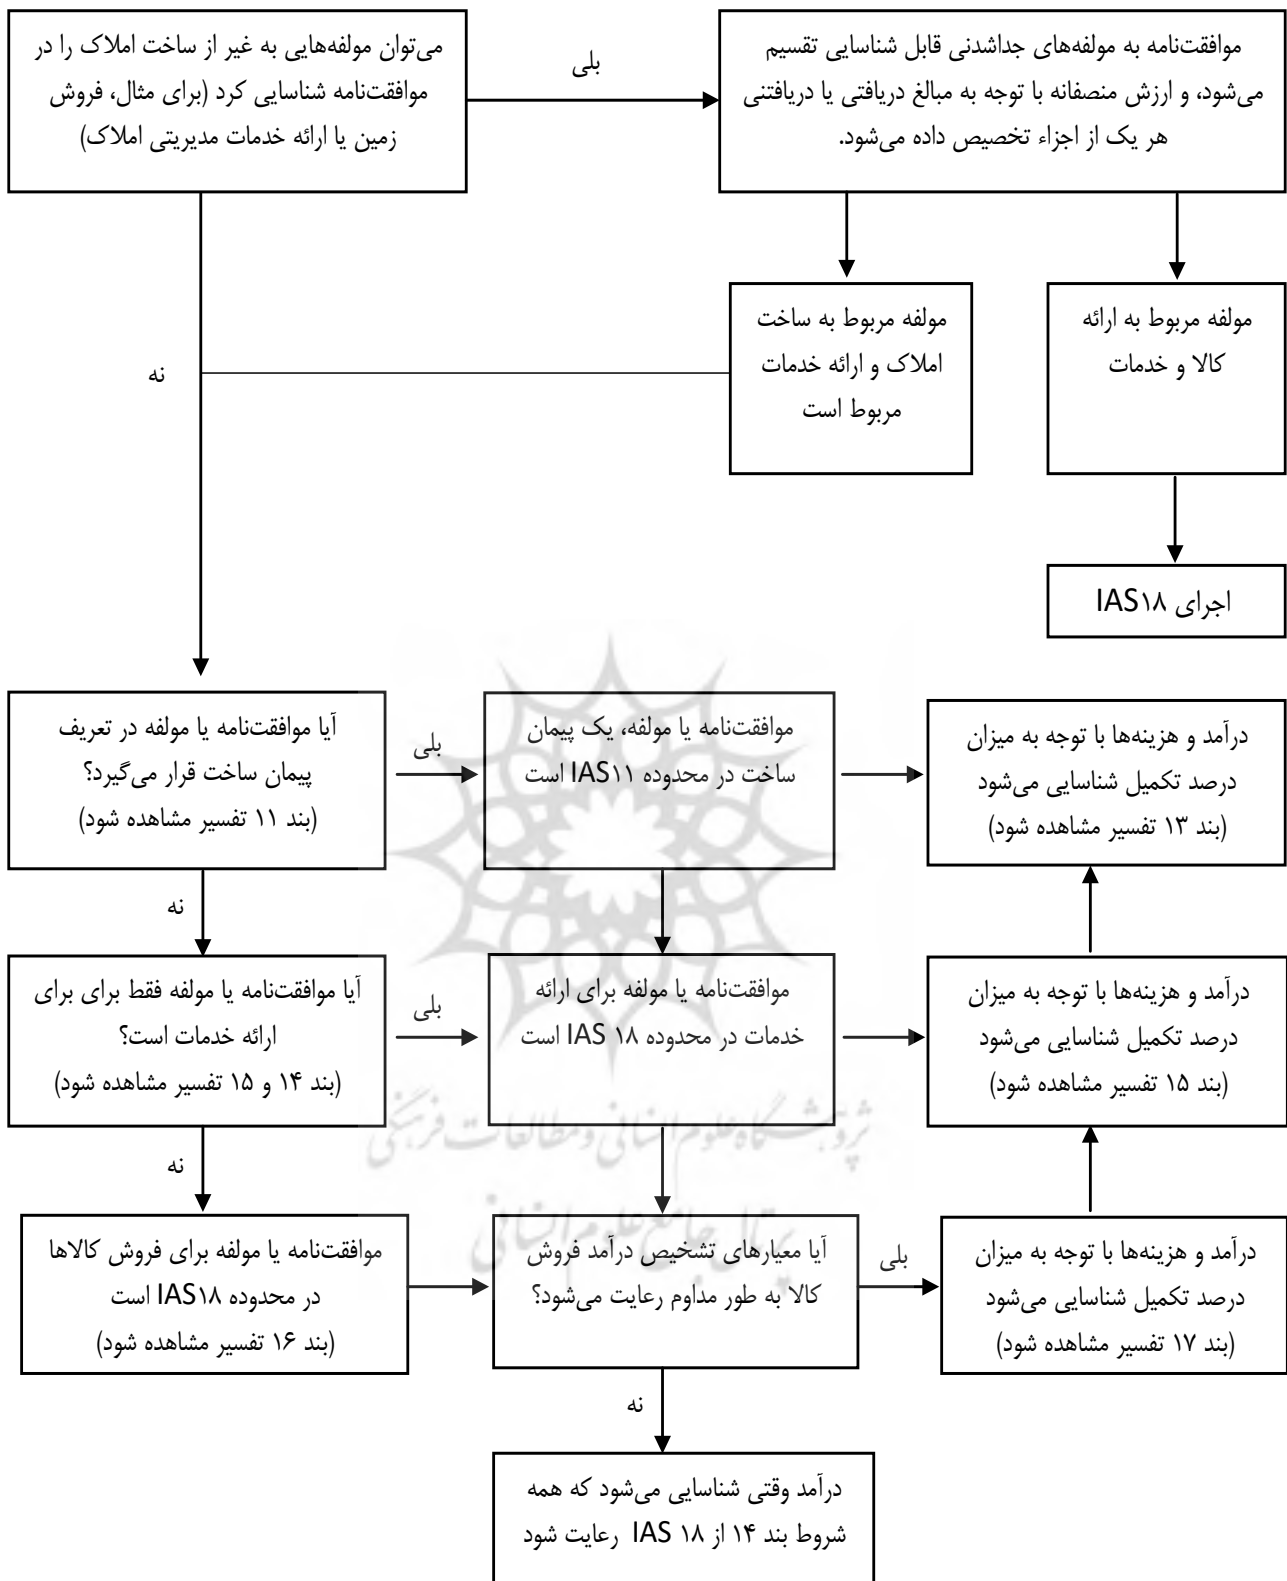 می‌توان مولفه‌هایی به غیر از ساخت املاک را در
موافقت‌نامه شناسایی کرد (برای مثال، فروش
زمین یا ارائه خدمات مدیریتی املاک)
بلی
موافقت‌نامه به مولفه‌های جداشدنی قابل شناسایی تقسیم
می‌شود، و ارزش منصفانه با توجه به مبالغ دریافتی یا دریافتنی
هر یک از اجزاء تخصیص داده می‌شود.
نه
مولفه مربوط به ساخت
املاک و ارائه خدمات
مربوط است
مولفه مربوط به ارائه
کالا و خدمات
اجرای IAS۱۸
آیا موافقت‌نامه یا مولفه در تعریف
پیمان ساخت قرار می‌گیرد؟
(بند ۱۱ تفسیر مشاهده شود)
بلی
موافقت‌نامه یا مولفه، یک پیمان
ساخت در محدوده IAS۱۱ است
درآمد و هزینه‌ها با توجه به میزان
درصد تکمیل شناسایی می‌شود
(بند ۱۳ تفسیر مشاهده شود)
نه
آیا موافقت‌نامه یا مولفه فقط برای برای
ارائه خدمات است؟
(بند ۱۴ و ۱۵ تفسیر مشاهده شود)
بلی
موافقت‌نامه یا مولفه برای ارائه
خدمات در محدوده IAS ۱۸ است
درآمد و هزینه‌ها با توجه به میزان
درصد تکمیل شناسایی می‌شود
(بند ۱۵ تفسیر مشاهده شود)
پژوهشگاه علوم انسانی و مطالعات فرهنگی
پرتال جامع علوم انسانی
نه
موافقت‌نامه یا مولفه برای فروش کالاها
در محدوده IAS۱۸ است
(بند ۱۶ تفسیر مشاهده شود)
آیا معیارهای تشخیص درآمد فروش
کالا به طور مداوم رعایت می‌شود؟
بلی
درآمد و هزینه‌ها با توجه به میزان
درصد تکمیل شناسایی می‌شود
(بند ۱۷ تفسیر مشاهده شود)
نه
درآمد وقتی شناسایی می‌شود که همه
شروط بند ۱۴ از IAS ۱۸ رعایت شود